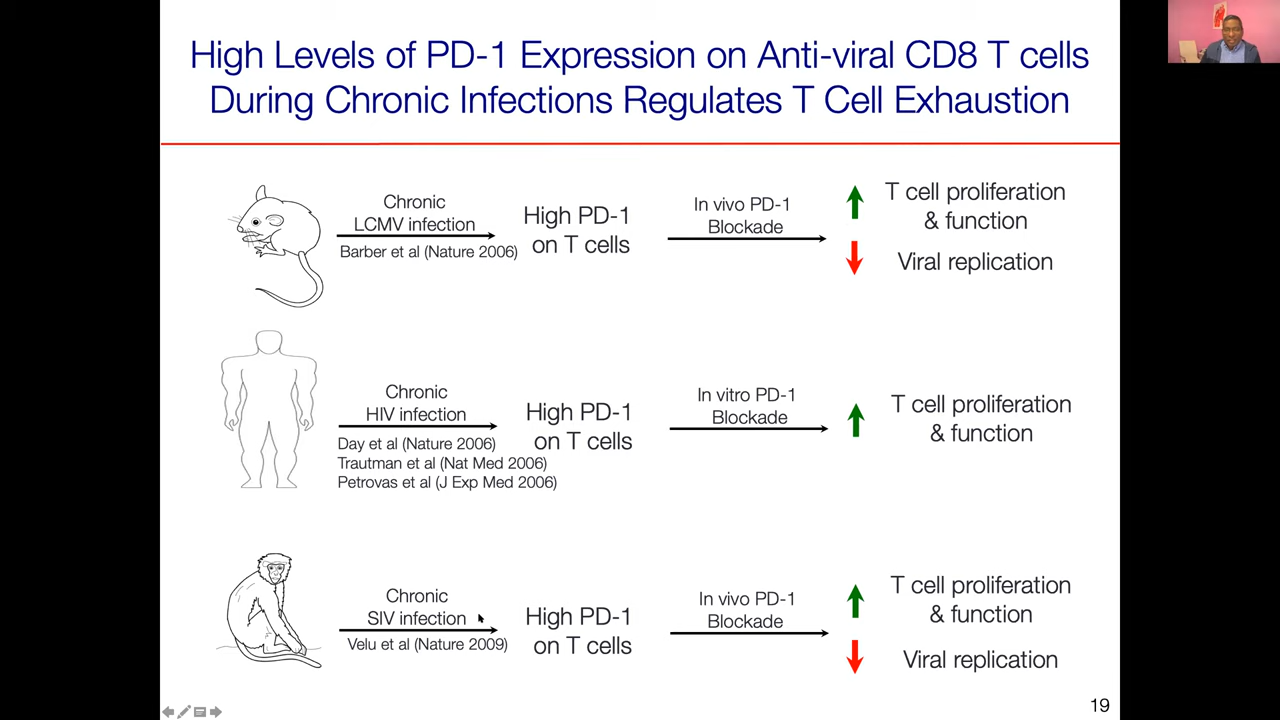 High Levels of PD-1 Expression on Anti-viral CD8 T cells
During Chronic Infections Regulates T Cell Exhaustion
Chronic
LCMV infection
Barber et al (Nature 2006)
High PD-1
on T cells
In vivo PD-1
Blockade
T cell proliferation
& function
Viral replication
Chronic
HIV infection
Day et al (Nature 2006)
Trautman et al (Nat Med 2006)
Petrovas et al (J Exp Med 2006)
High PD-1
on T cells
In vitro PD-1
Blockade
T cell proliferation
& function
Chronic
SIV infection
Velu et al (Nature 2009)
High PD-1
on T cells
In vivo PD-1
Blockade
T cell proliferation
& function
Viral replication
19